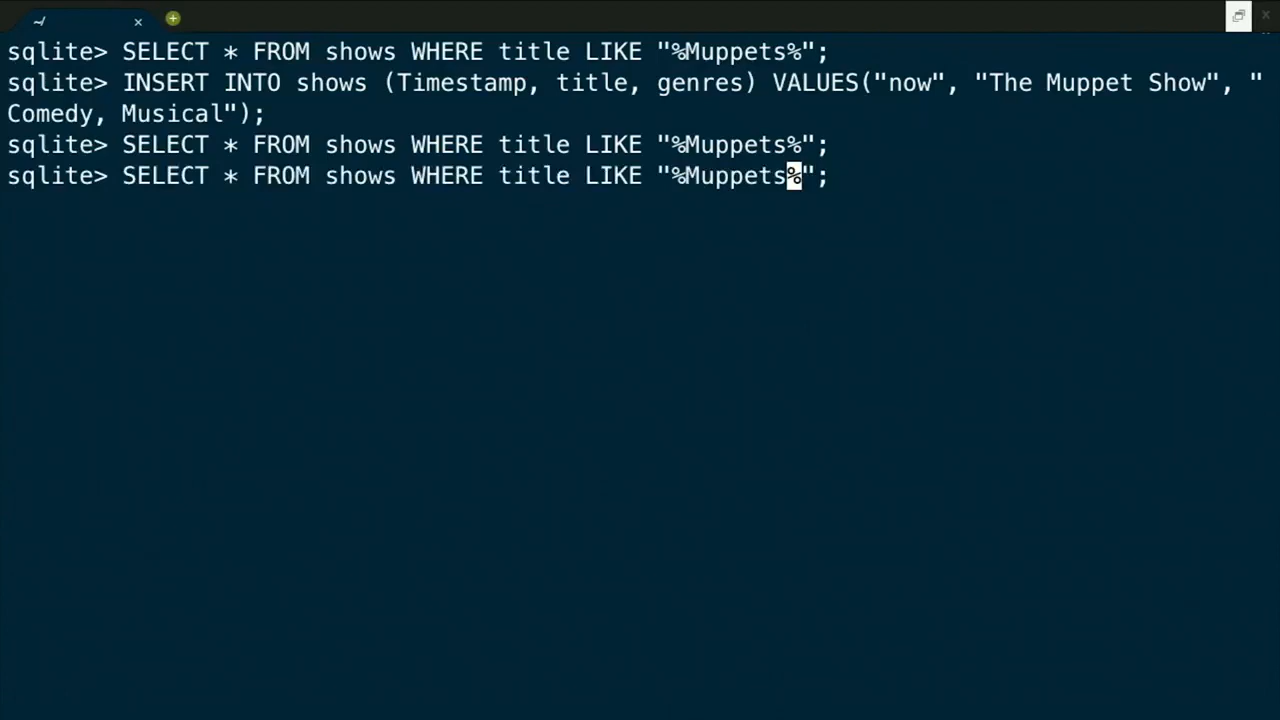 ~/ × +
sqlite> SELECT * FROM shows WHERE title LIKE "%Muppets%";
sqlite> INSERT INTO shows (Timestamp, title, genres) VALUES("now", "The Muppet Show", "
Comedy, Musical");
sqlite> SELECT * FROM shows WHERE title LIKE "%Muppets%";
sqlite> SELECT * FROM shows WHERE title LIKE "%Muppets%";